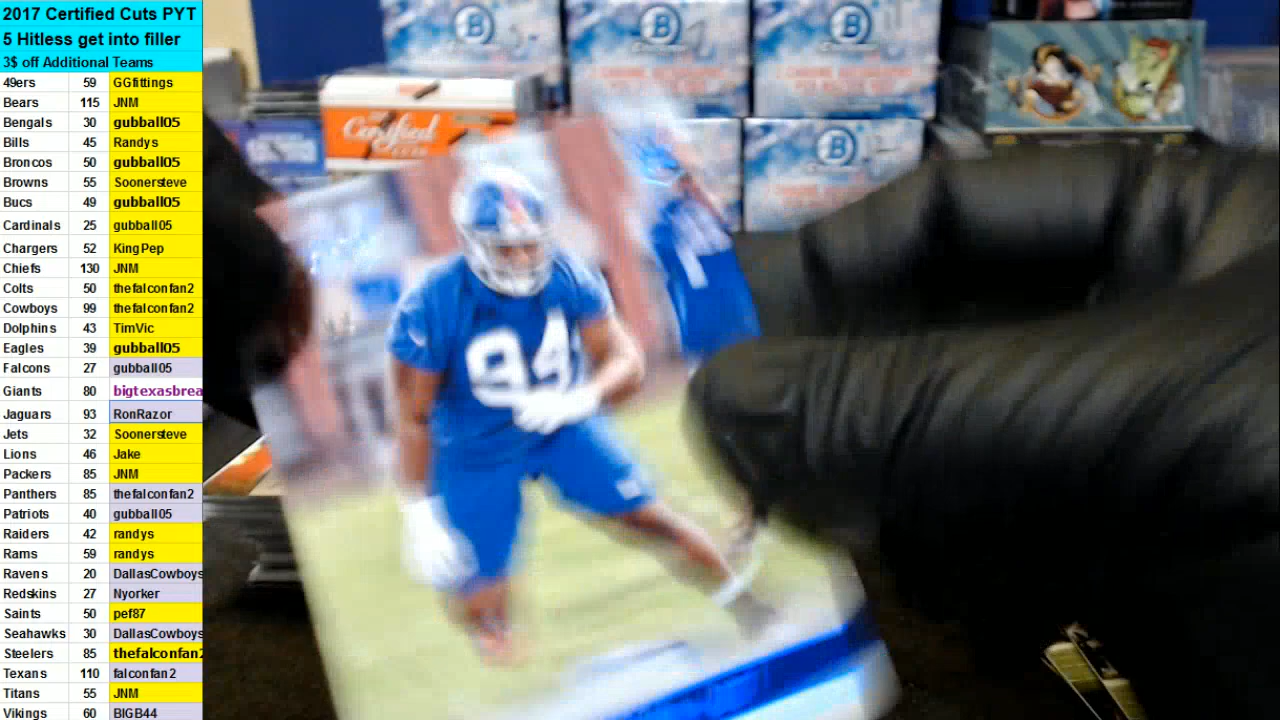 2017 Certified Cuts PYT
5 Hitless get into filler
3$ off Additional Teams
49ers 59 GGfittings
Bears 115 JNM
Bengals 30 gubball05
Bills 45 Randys
Broncos 50 gubball05
Browns 55 Soonersteve
Bucs 49 gubball05
Cardinals 25 gubball05
Chargers 52 KingPep
Chiefs 130 JNM
Colts 50 thefalconfan2
Cowboys 99 thefalconfan2
Dolphins 43 TimVic
Eagles 39 gubball05
Falcons 27 gubball05
Giants 80 bigtexasbrea
Jaguars 93 RonRazor
Jets 32 Soonersteve
Lions 46 Jake
Packers 85 JNM
Panthers 85 thefalconfan2
Patriots 40 gubball05
Raiders 42 randys
Rams 59 randys
Ravens 20 DallasCowboys
Redskins 27 Nyorker
Saints 50 pef87
Seahawks 30 DallasCowboys
Steelers 85 thefalconfan2
Texans 110 falconfan2
Titans 55 JNM
Vikings 60 BIGB44
Certified
B
B
B
B
94